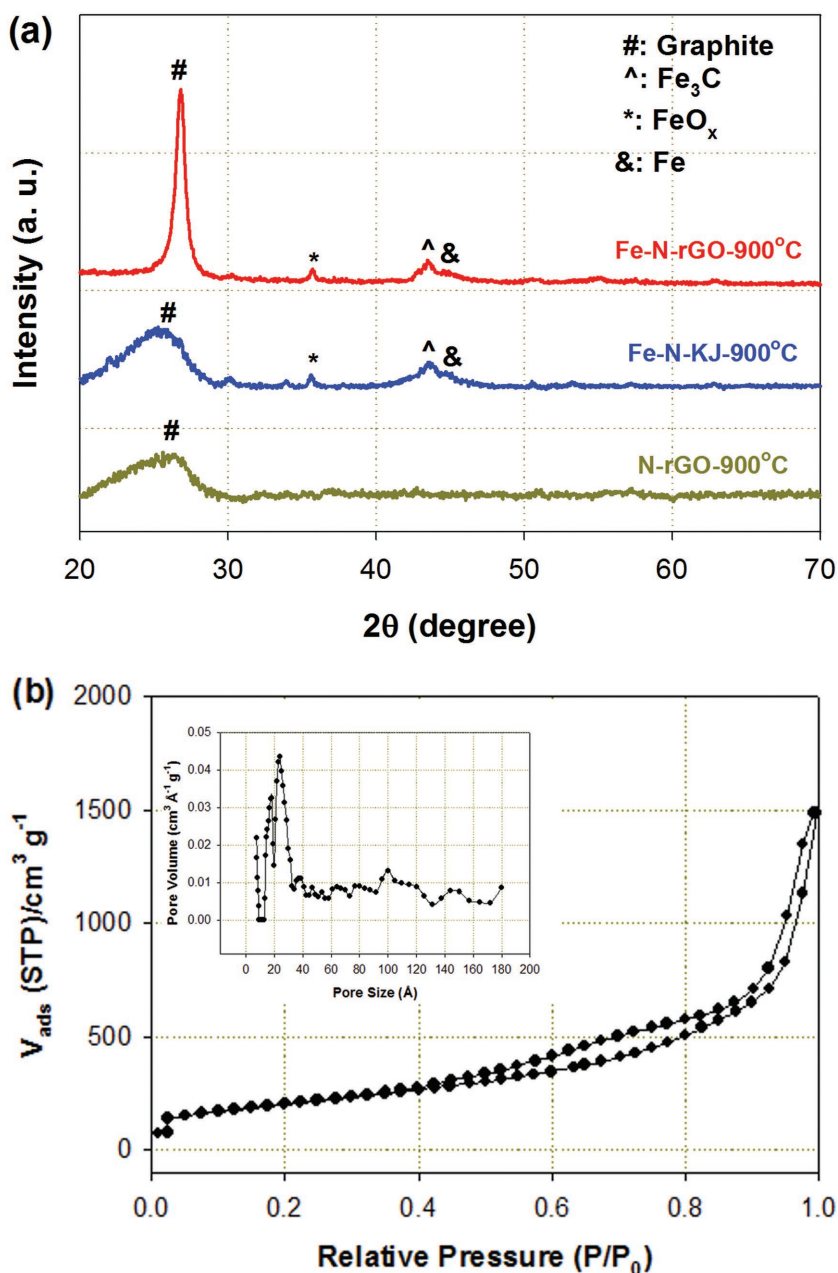 (a)
#: Graphite
^: Fe₃C
*: FeOₓ
&: Fe
#
* ^ &
Fe-N-rGO-900°C
#
* ^ &
Fe-N-KJ-900°C
#
N-rGO-900°C
Intensity (a. u.)
20 30 40 50 60 70
2θ (degree)
(b)
2000
1500
1000
500
0
V_ads (STP)/cm³ g⁻¹
0.05
0.04
0.03
0.02
0.01
0.00
Pore Volume (cm³ Å⁻¹ g⁻¹)
0 20 40 60 80 100 120 140 160 180 200
Pore Size (Å)
0.0 0.2 0.4 0.6 0.8 1.0
Relative Pressure (P/P₀)